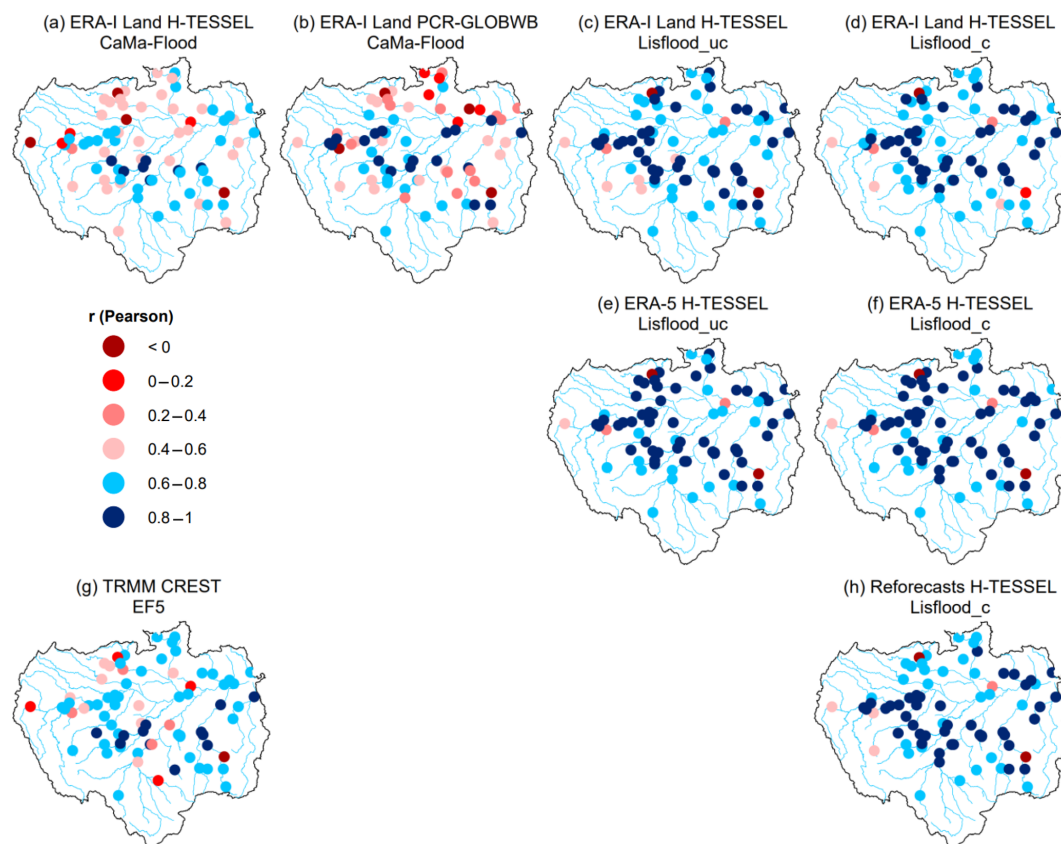 (a) ERA-I Land H-TESSEL
CaMa-Flood
(b) ERA-I Land PCR-GLOBWB
CaMa-Flood
(c) ERA-I Land H-TESSEL
Lisflood_uc
(d) ERA-I Land H-TESSEL
Lisflood_c
r (Pearson)
< 0
0–0.2
0.2–0.4
0.4–0.6
0.6–0.8
0.8–1
(e) ERA-5 H-TESSEL
Lisflood_uc
(f) ERA-5 H-TESSEL
Lisflood_c
(g) TRMM CREST
EF5
(h) Reforecasts H-TESSEL
Lisflood_c